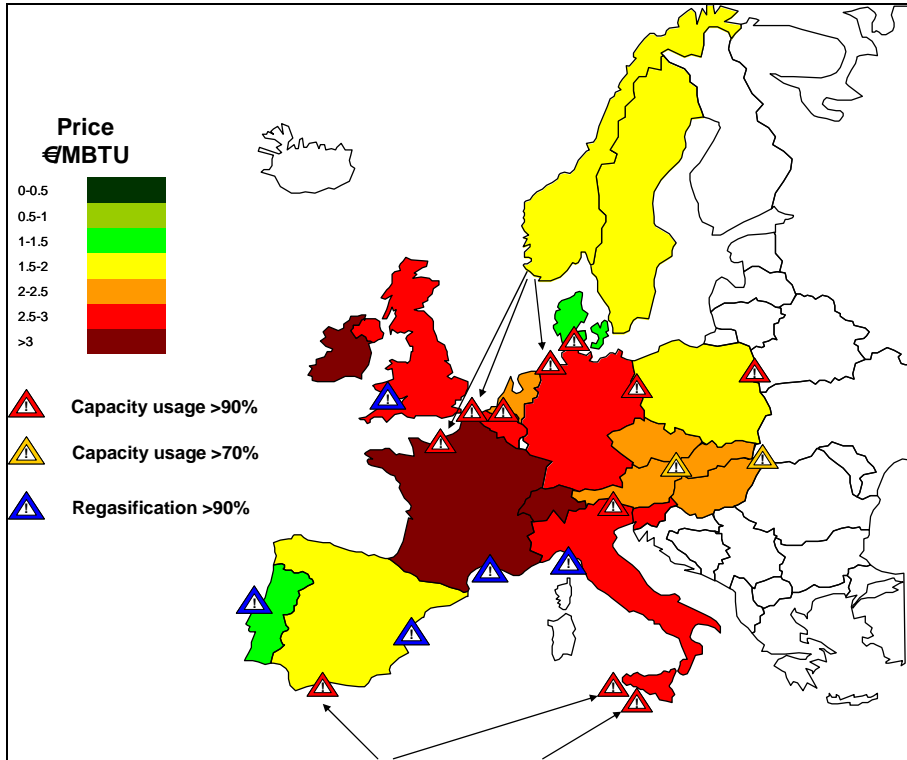 Price
€/MBTU
0-0.5
0.5-1
1-1.5
1.5-2
2-2.5
2.5-3
>3
Capacity usage >90%
Capacity usage >70%
Regasification >90%